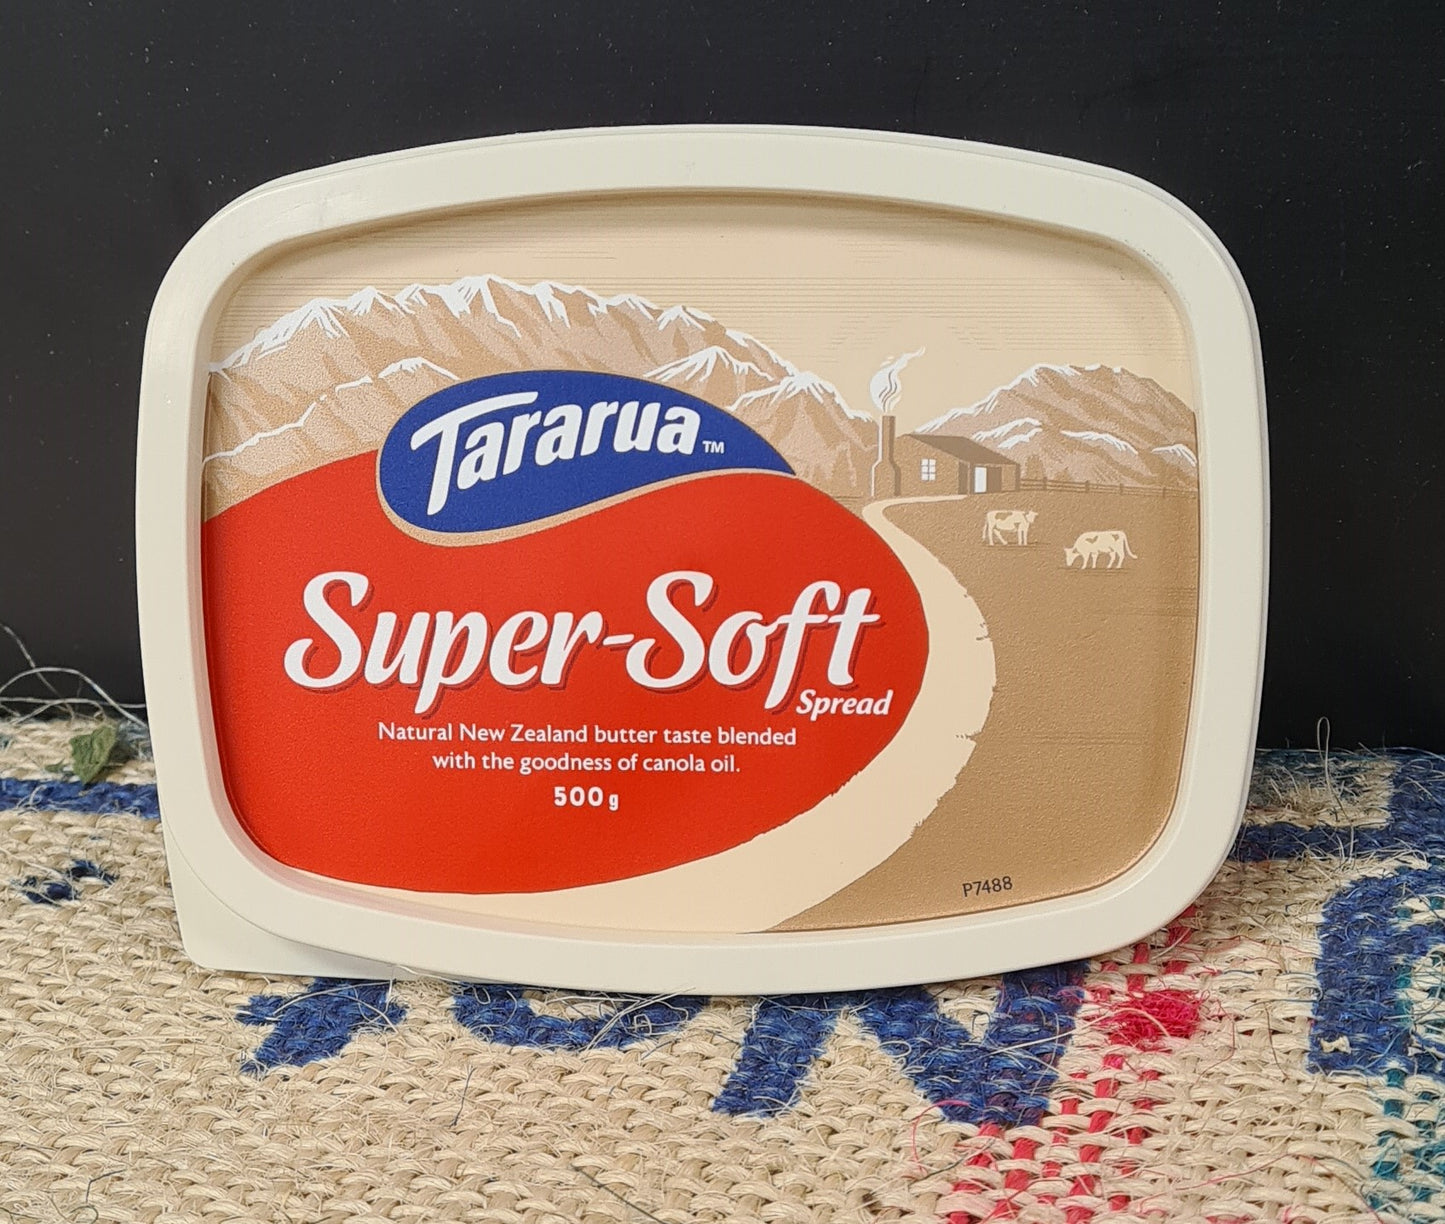 Tararua™
Super-Soft
Spread
Natural New Zealand butter taste blended
with the goodness of canola oil.
500g
P7488